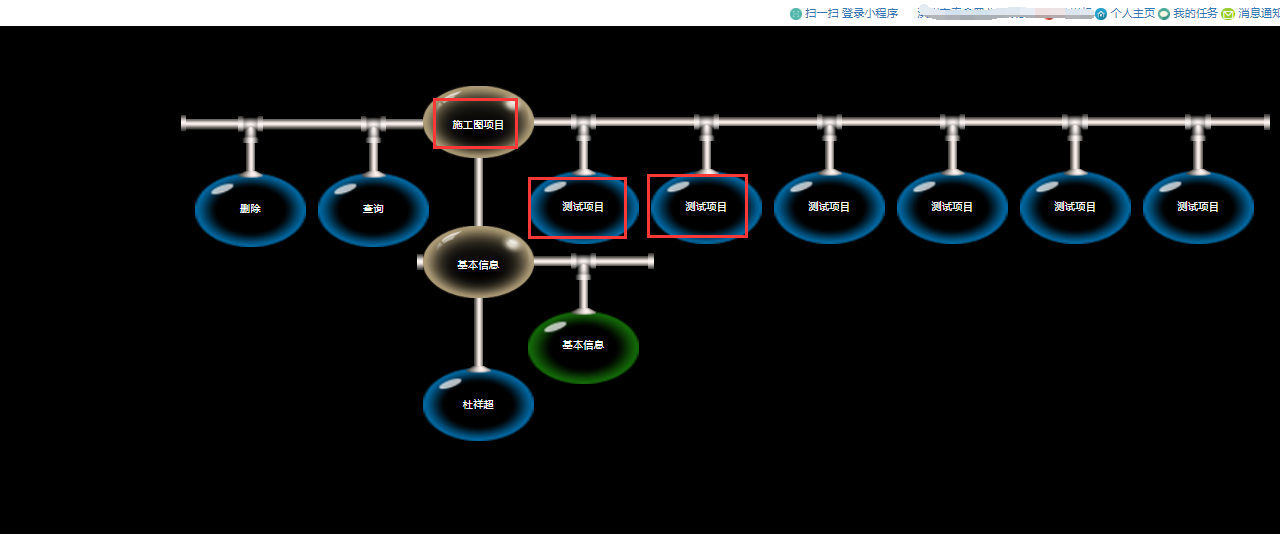 扫一扫 登录小程序
个人主页
我的任务
消息通知
施工图项目
删除
查询
测试项目
测试项目
测试项目
测试项目
测试项目
测试项目
基本信息
基本信息
杜祥超